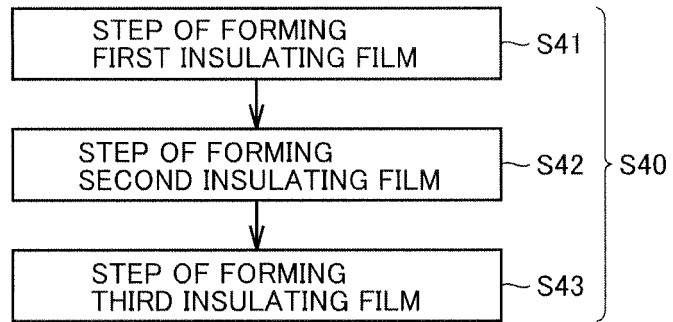 STEP OF FORMING
FIRST INSULATING FILM
S41
STEP OF FORMING
SECOND INSULATING FILM
S42
S40
STEP OF FORMING
THIRD INSULATING FILM
S43